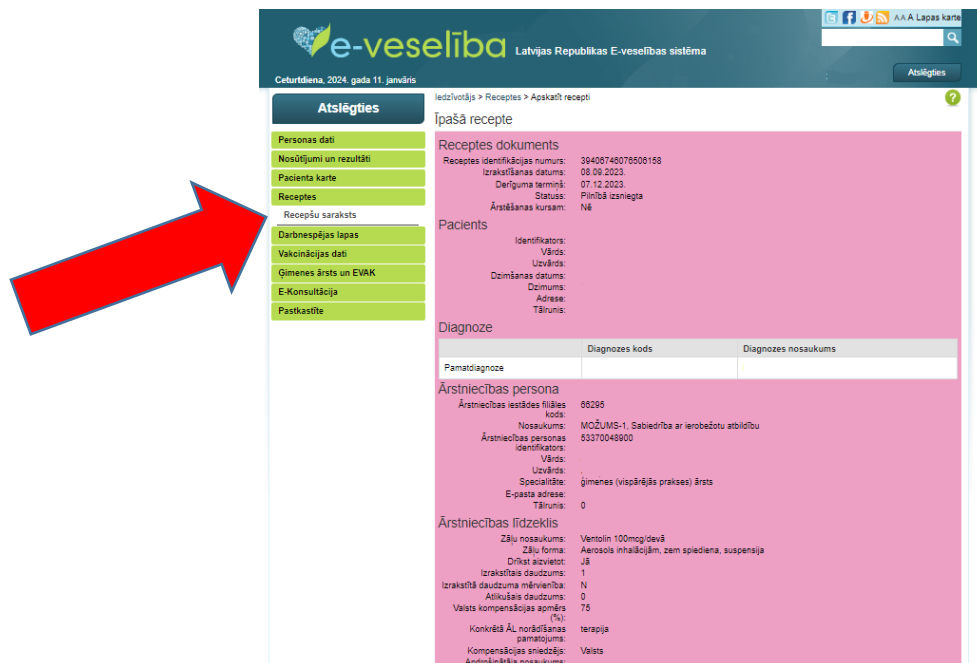 AA A Lapas karte
e-veselība Latvijas Republikas E-veselības sistēma
Ceturtdiena, 2024. gada 11. janvāris
Atslēgties
Atslēgties
Iedzīvotājs > Receptes > Apskatīt recepti
?
Īpašā recepte
Personas dati
Nosūtījumi un rezultāti
Pacienta karte
Receptes
Recepšu saraksts
Darbnespējas lapas
Vakcinācijas dati
Ģimenes ārsts un EVAK
E-Konsultācija
Pastkastīte
Receptes dokuments
Receptes identifikācijas numurs: 39406746076506158
Izrakstīšanas datums: 08.09.2023.
Derīguma termiņš: 07.12.2023.
Statuss: Pilnībā izsniegta
Ārstēšanas kursam: Nē
Pacients
Identifikators:
Vārds:
Uzvārds:
Dzimšanas datums:
Dzimums:
Adrese:
Tālrunis:
Diagnoze
Diagnozes kods Diagnozes nosaukums
Pamatdiagnoze
Ārstniecības persona
Ārstniecības iestādes filiāles 66295
kods:
Nosaukums: MOŽUMS-1, Sabiedrība ar ierobežotu atbildību
Ārstniecības personas 53370048900
identifikators:
Vārds:
Uzvārds: .
Specialitāte: ģimenes (vispārējās prakses) ārsts
E-pasta adrese:
Tālrunis: 0
Ārstniecības līdzeklis
Zāļu nosaukums: Ventolin 100mcg/devā
Zāļu forma: Aerosols inhalācijām, zem spiediena, suspensija
Drīkst aizvietot: Jā
Izrakstītais daudzums: 1
Izrakstītā daudzuma mērvienība: N
Atlikušais daudzums: 0
Valsts kompensācijas apmērs 75
(%):
Konkrētā ĀL norādīšanas terapija
pamatojums:
Kompensācijas sniedzējs: Valsts
Apdrošinātāja nosaukums: